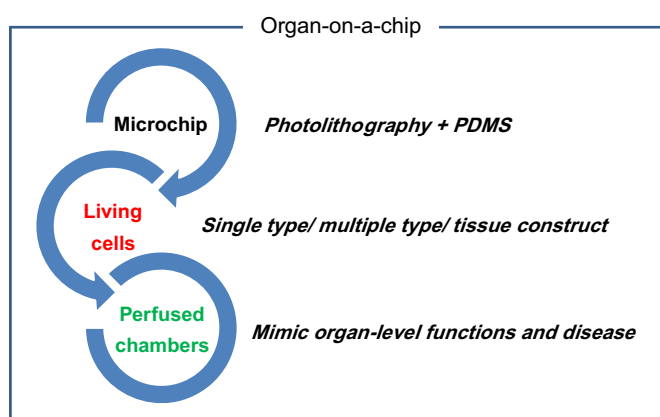 Organ-on-a-chip
Microchip
Photolithography + PDMS
Living
cells
Single type/ multiple type/ tissue construct
Perfused
chambers
Mimic organ-level functions and disease